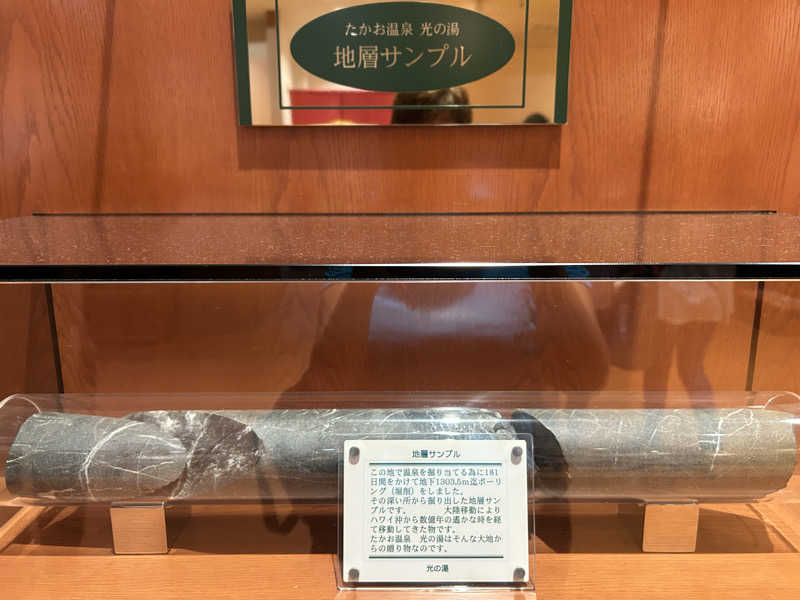 たかお温泉 光の湯
地層サンプル
地層サンプル
この地で温泉を掘り当てる為に181
日間をかけて地下1303.5m迄ボーリ
ング（堀削）をしました。
その深い所から掘り出した地層サン
プルです。 大陸移動により
ハワイ沖から数億年の遙かな時を経
て移動してきた物です。
たかお温泉 光の湯はそんな大地か
らの贈り物なのです。
光の湯